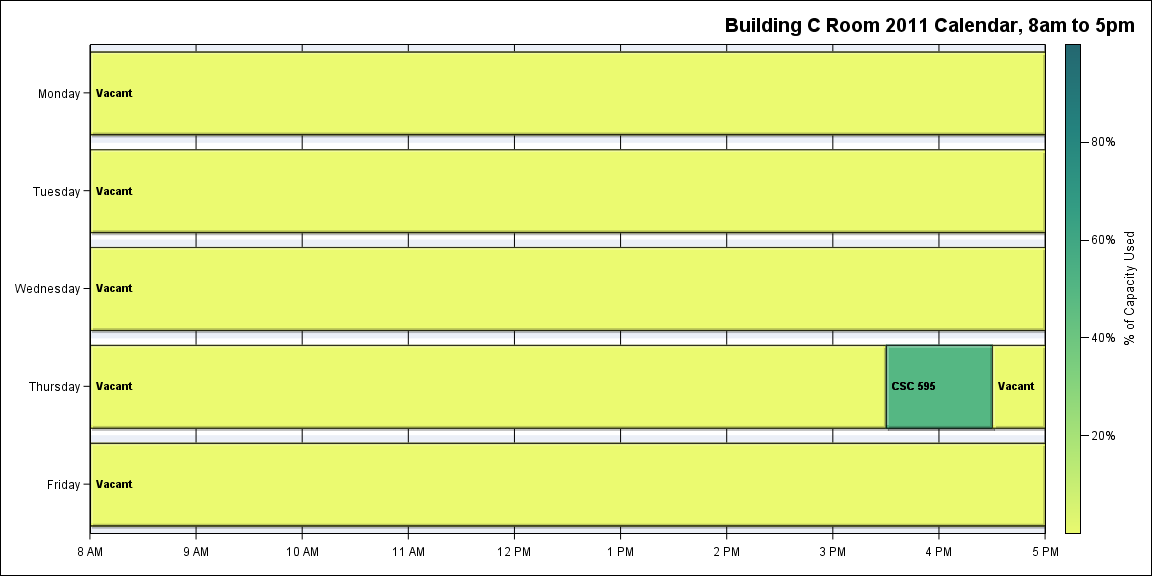 Building C Room 2011 Calendar, 8am to 5pm
Monday
Vacant
Tuesday
Vacant
Wednesday
Vacant
Thursday
Vacant
CSC 595
Vacant
Friday
Vacant
8 AM
9 AM
10 AM
11 AM
12 PM
1 PM
2 PM
3 PM
4 PM
5 PM
80%
60%
40%
20%
% of Capacity Used